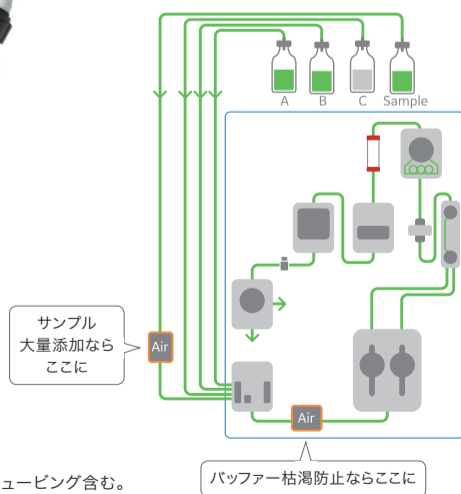 A B C Sample
サンプル
大量添加なら
ここに
Air
Air
バッファー枯渇防止ならここに
ュービング含む。